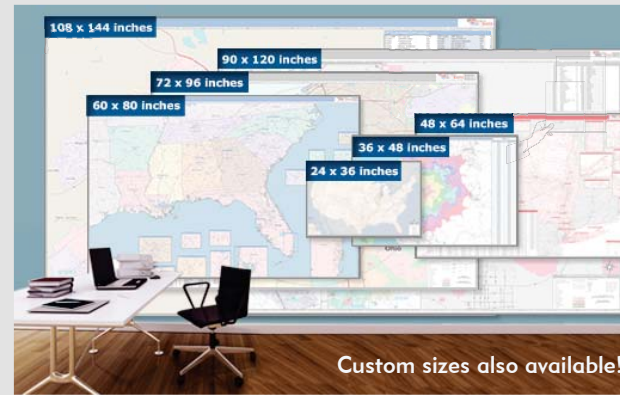 108 x 144 inches
90 x 120 inches
72 x 96 inches
60 x 80 inches
48 x 64 inches
36 x 48 inches
24 x 36 inches
Custom sizes also available!